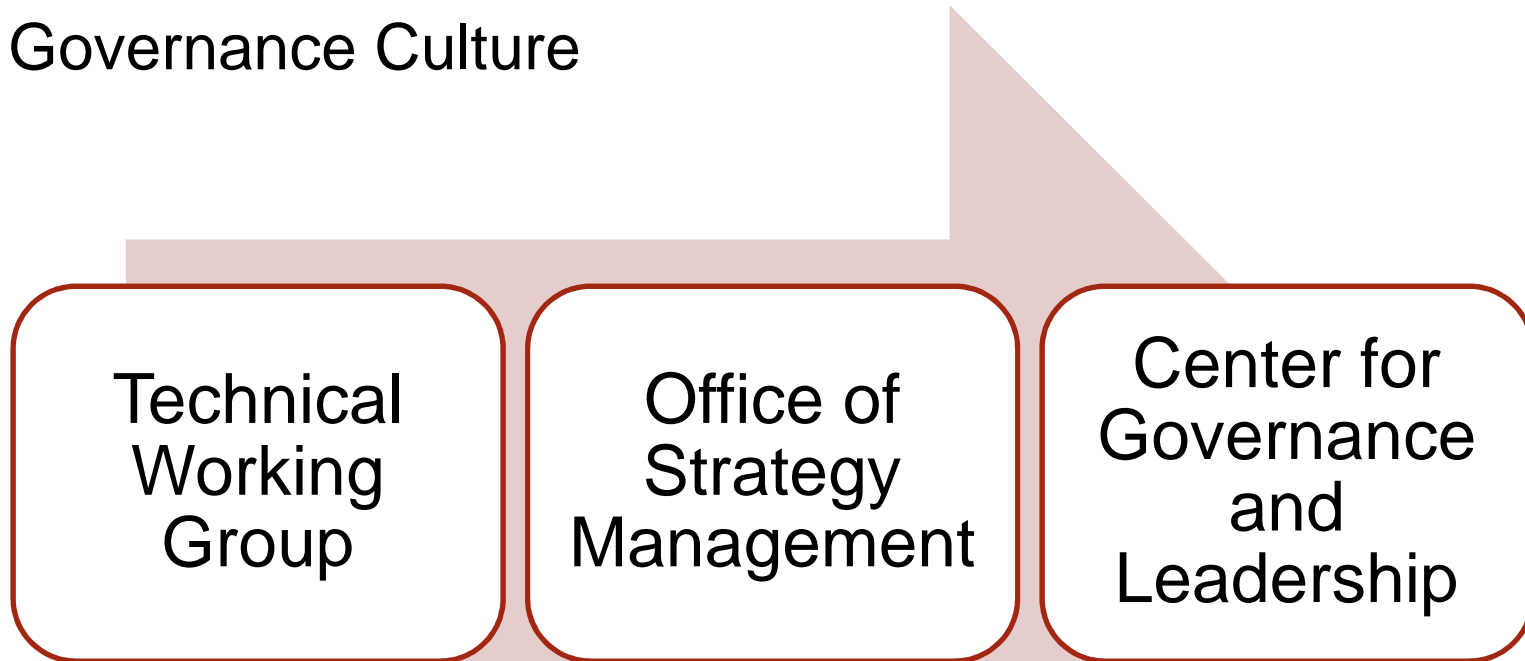 Governance Culture
Technical
Working
Group
Office of
Strategy
Management
Center for
Governance
and
Leadership